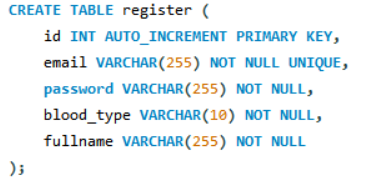 CREATE TABLE register (
    id INT AUTO_INCREMENT PRIMARY KEY,
    email VARCHAR(255) NOT NULL UNIQUE,
    password VARCHAR(255) NOT NULL,
    blood_type VARCHAR(10) NOT NULL,
    fullname VARCHAR(255) NOT NULL
);